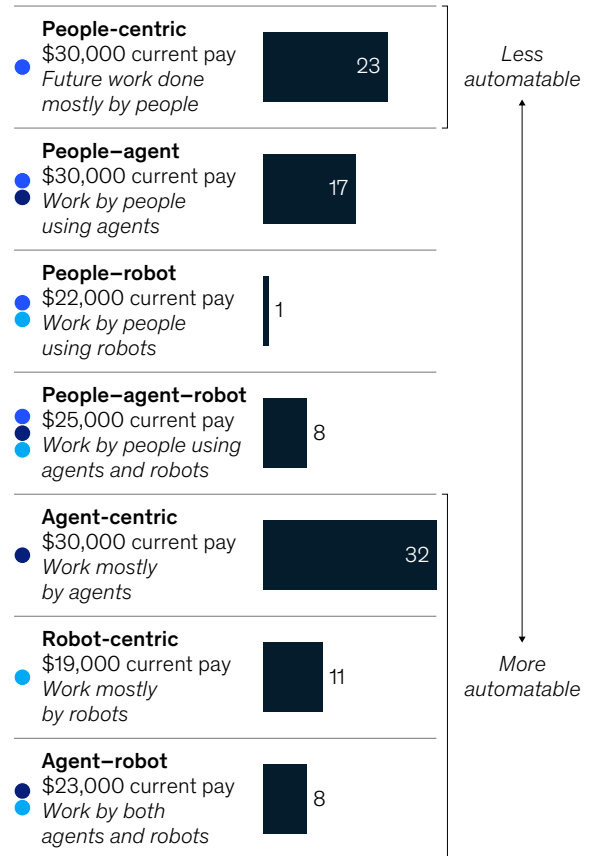 People-centric
$30,000 current pay
Future work done
mostly by people
23
Less
automatable
People–agent
$30,000 current pay
Work by people
using agents
17
People–robot
$22,000 current pay
Work by people
using robots
1
People–agent–robot
$25,000 current pay
Work by people using
agents and robots
8
Agent-centric
$30,000 current pay
Work mostly
by agents
32
Robot-centric
$19,000 current pay
Work mostly
by robots
11
More
automatable
Agent–robot
$23,000 current pay
Work by both
agents and robots
8